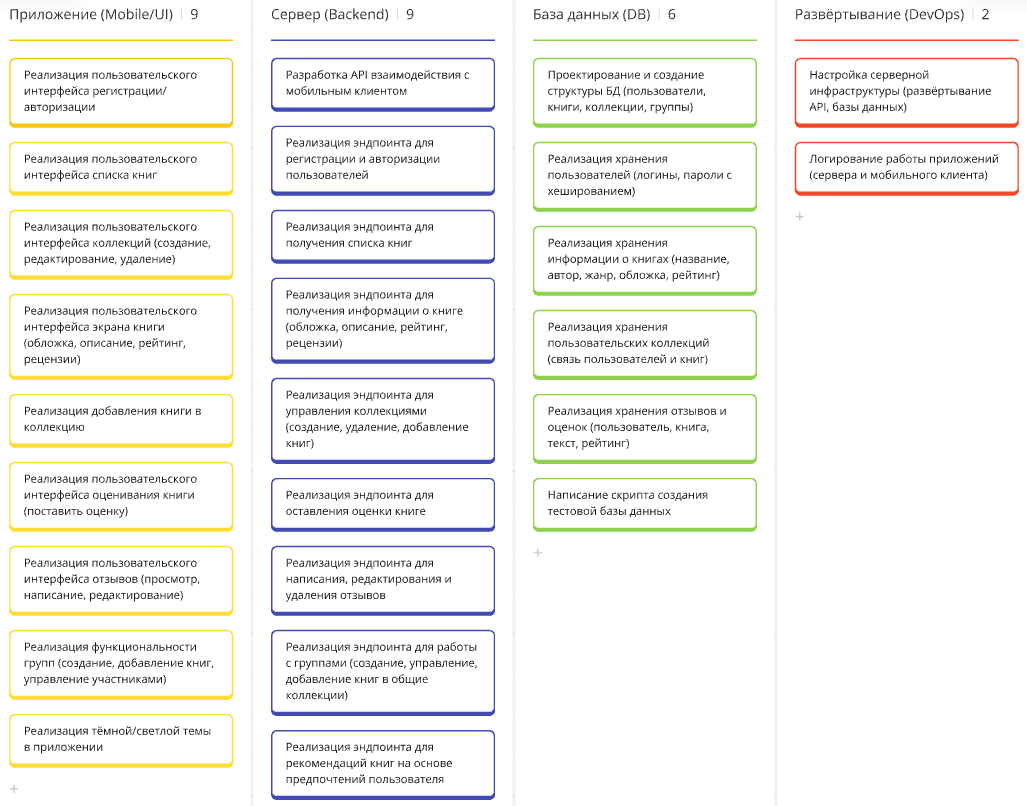 Приложение (Mobile/UI) | 9
Реализация пользовательского
интерфейса регистрации/
авторизации
Реализация пользовательского
интерфейса списка книг
Реализация пользовательского
интерфейса коллекций (создание,
редактирование, удаление)
Реализация пользовательского
интерфейса экрана книги
(обложка, описание, рейтинг,
рецензии)
Реализация добавления книги в
коллекцию
Реализация пользовательского
интерфейса оценивания книги
(поставить оценку)
Реализация пользовательского
интерфейса отзывов (просмотр,
написание, редактирование)
Реализация функциональности
групп (создание, добавление книг,
управление участниками)
Реализация тёмной/светлой темы
в приложении
+
Сервер (Backend) | 9
Разработка API взаимодействия с
мобильным клиентом
Реализация эндпоинта для
регистрации и авторизации
пользователей
Реализация эндпоинта для
получения списка книг
Реализация эндпоинта для
получения информации о книге
(обложка, описание, рейтинг,
рецензии)
Реализация эндпоинта для
управления коллекциями
(создание, удаление, добавление
книг)
Реализация эндпоинта для
оставления оценки книге
Реализация эндпоинта для
написания, редактирования и
удаления отзывов
Реализация эндпоинта для работы
с группами (создание, управление,
добавление книг в общие
коллекции)
Реализация эндпоинта для
рекомендаций книг на основе
предпочтений пользователя
База данных (DB) | 6
Проектирование и создание
структуры БД (пользователи,
книги, коллекции, группы)
Реализация хранения
пользователей (логины, пароли с
хешированием)
Реализация хранения
информации о книгах (название,
автор, жанр, обложка, рейтинг)
Реализация хранения
пользовательских коллекций
(связь пользователей и книг)
Реализация хранения отзывов и
оценок (пользователь, книга,
текст, рейтинг)
Написание скрипта создания
тестовой базы данных
+
Развёртывание (DevOps) | 2
Настройка серверной
инфраструктуры (развёртывание
API, базы данных)
Логирование работы приложений
(сервера и мобильного клиента)
+